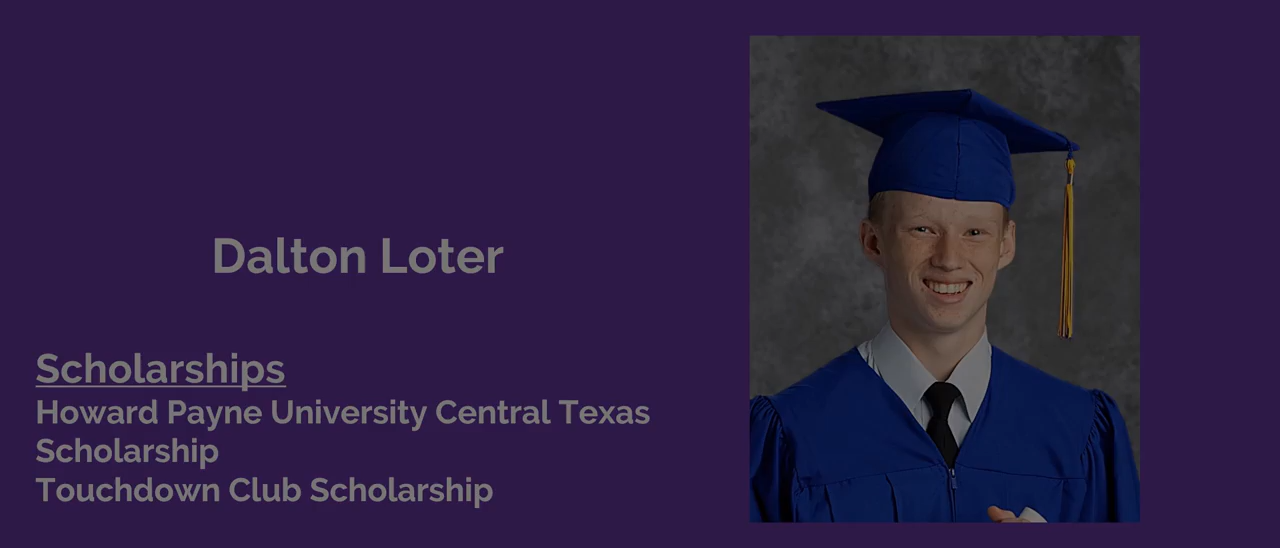 Dalton Loter
Scholarships
Howard Payne University Central Texas
Scholarship
Touchdown Club Scholarship